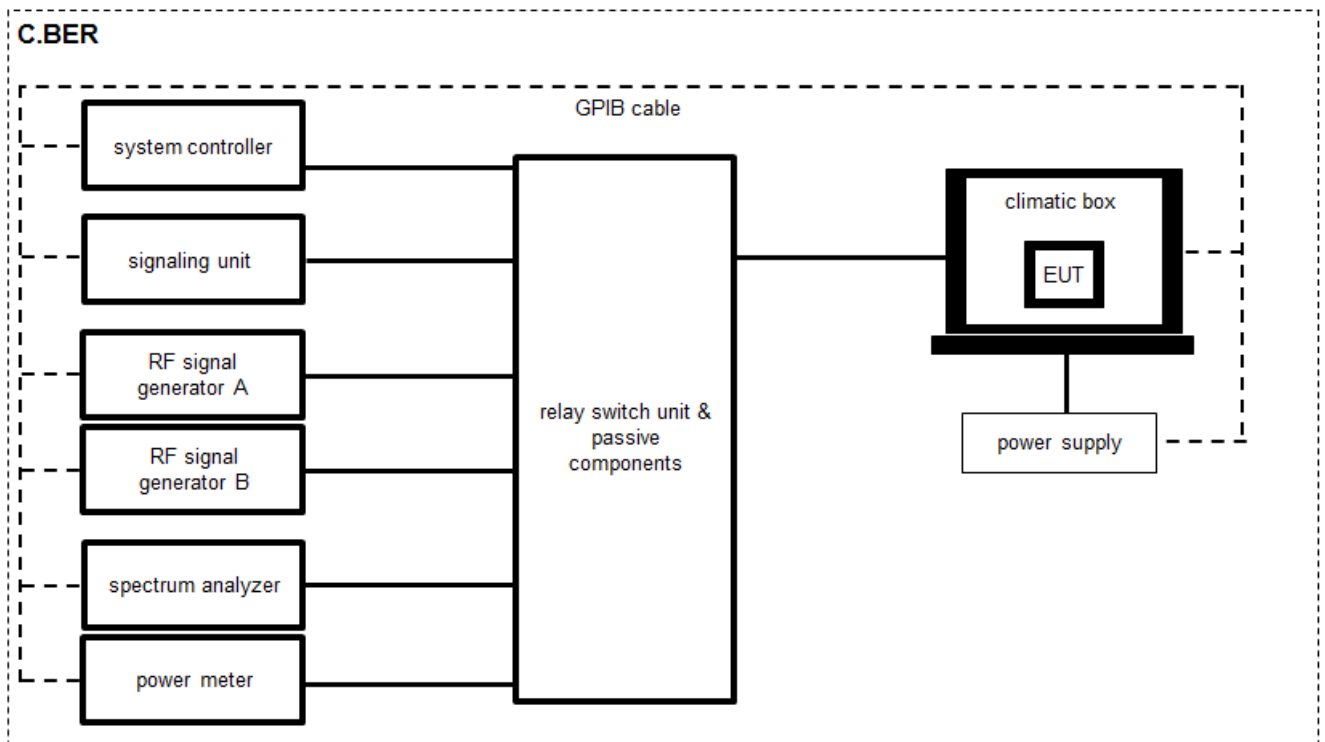 C.BER
GPIB cable
system controller
signaling unit
RF signal
generator A
RF signal
generator B
spectrum analyzer
power meter
relay switch unit &
passive
components
climatic box
EUT
power supply